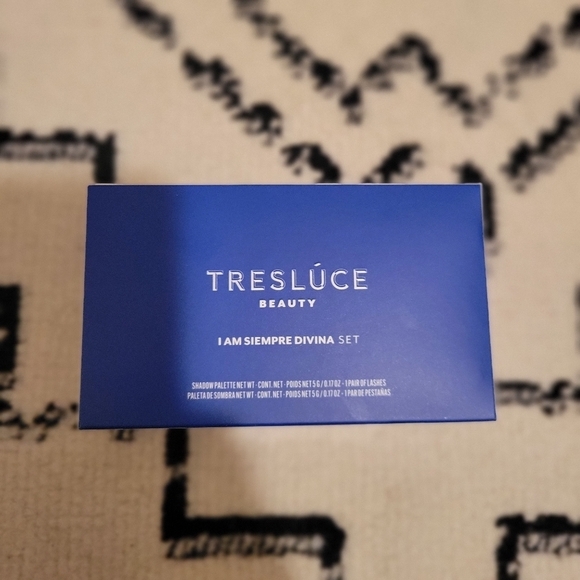 TRESLÚCE
BEAUTY
I AM SIEMPRE DIVINA SET
SHADOW PALETTE NET WT - CONT. NET - POIDS NET 5 G / 0.17 OZ - 1 PAIR OF LASHES
PALETA DE SOMBRA NET WT - CONT. NET - POIDS NET 5 G / 0.17 OZ - 1 PAR DE PESTAÑAS